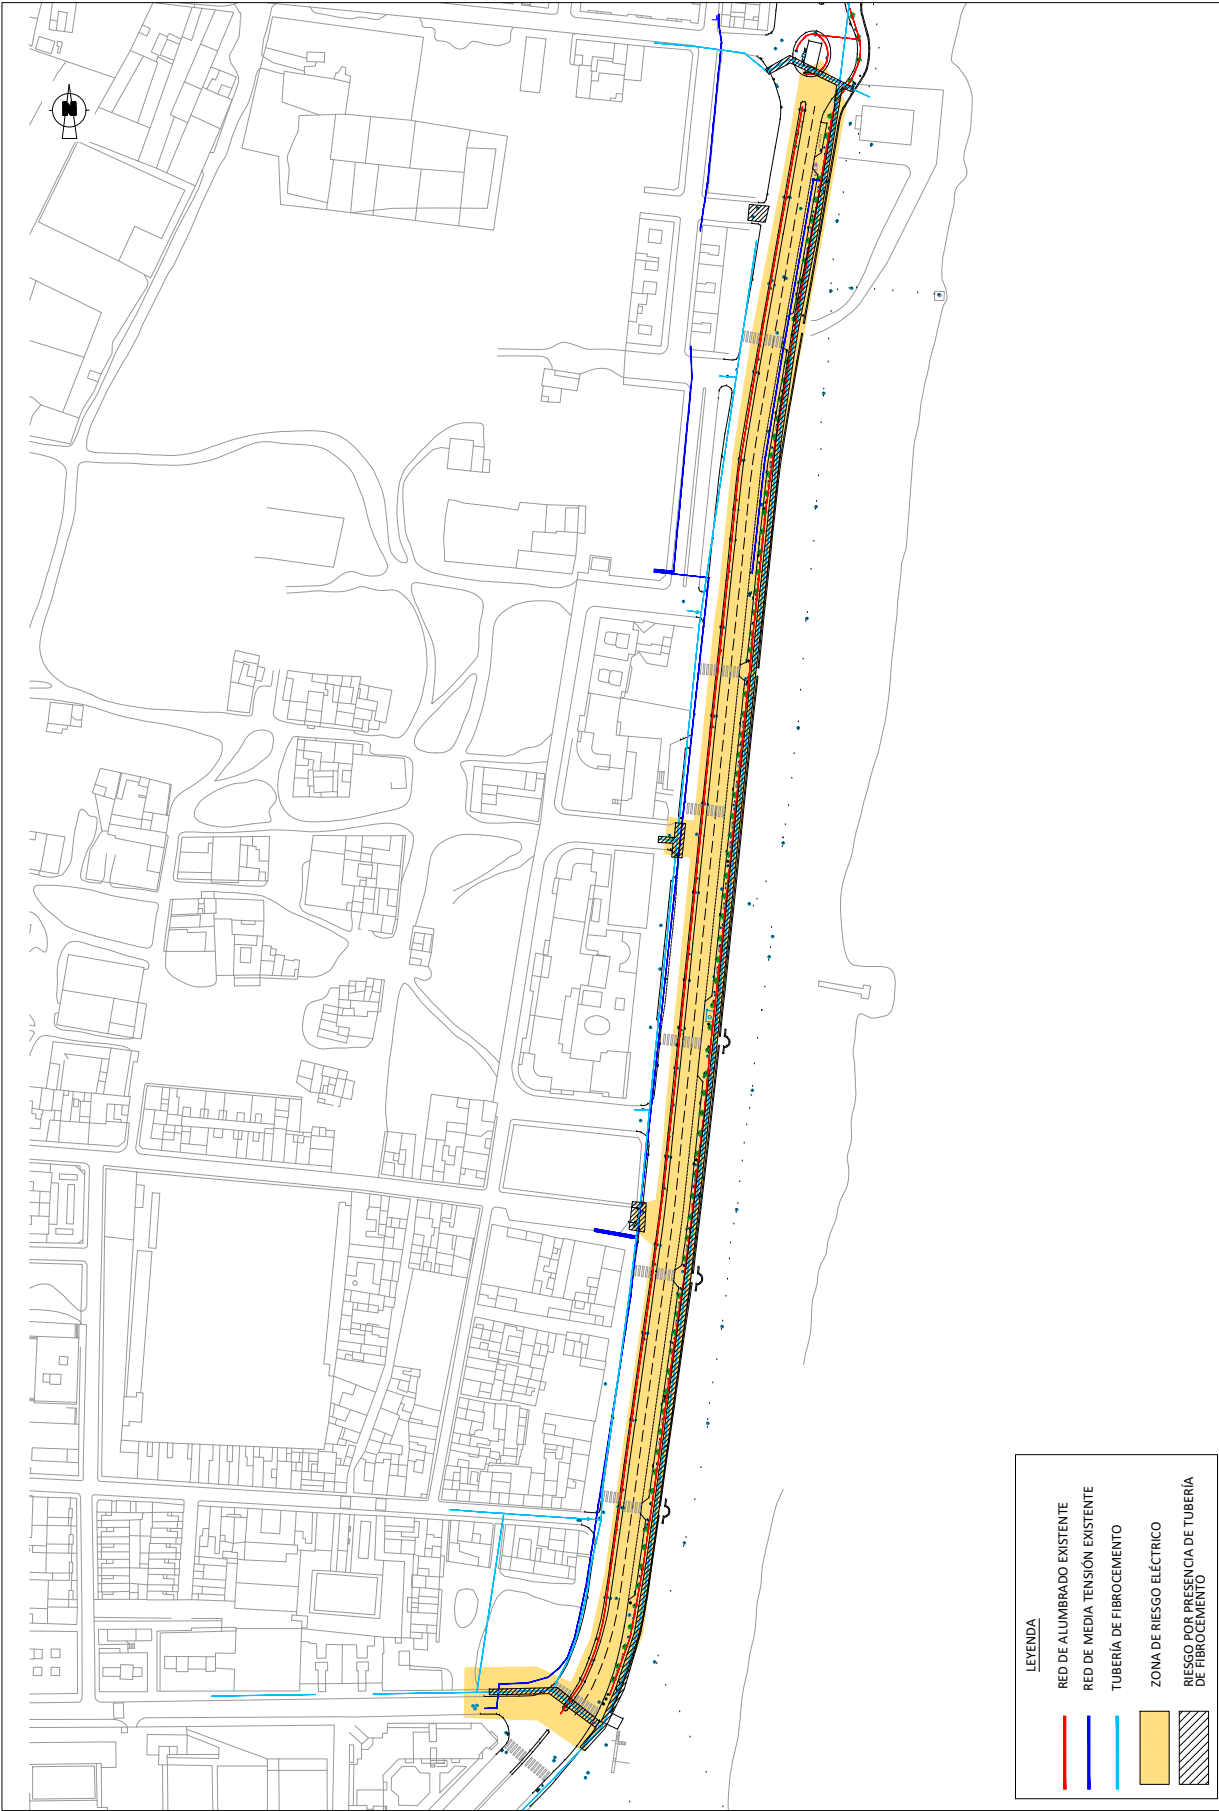 N
LEYENDA
RED DE ALUMBRADO EXISTENTE
RED DE MEDIA TENSIÓN EXISTENTE
TUBERÍA DE FIBROCEMENTO
ZONA DE RIESGO ELÉCTRICO
RIESGO POR PRESENCIA DE TUBERÍA
DE FIBROCEMENTO